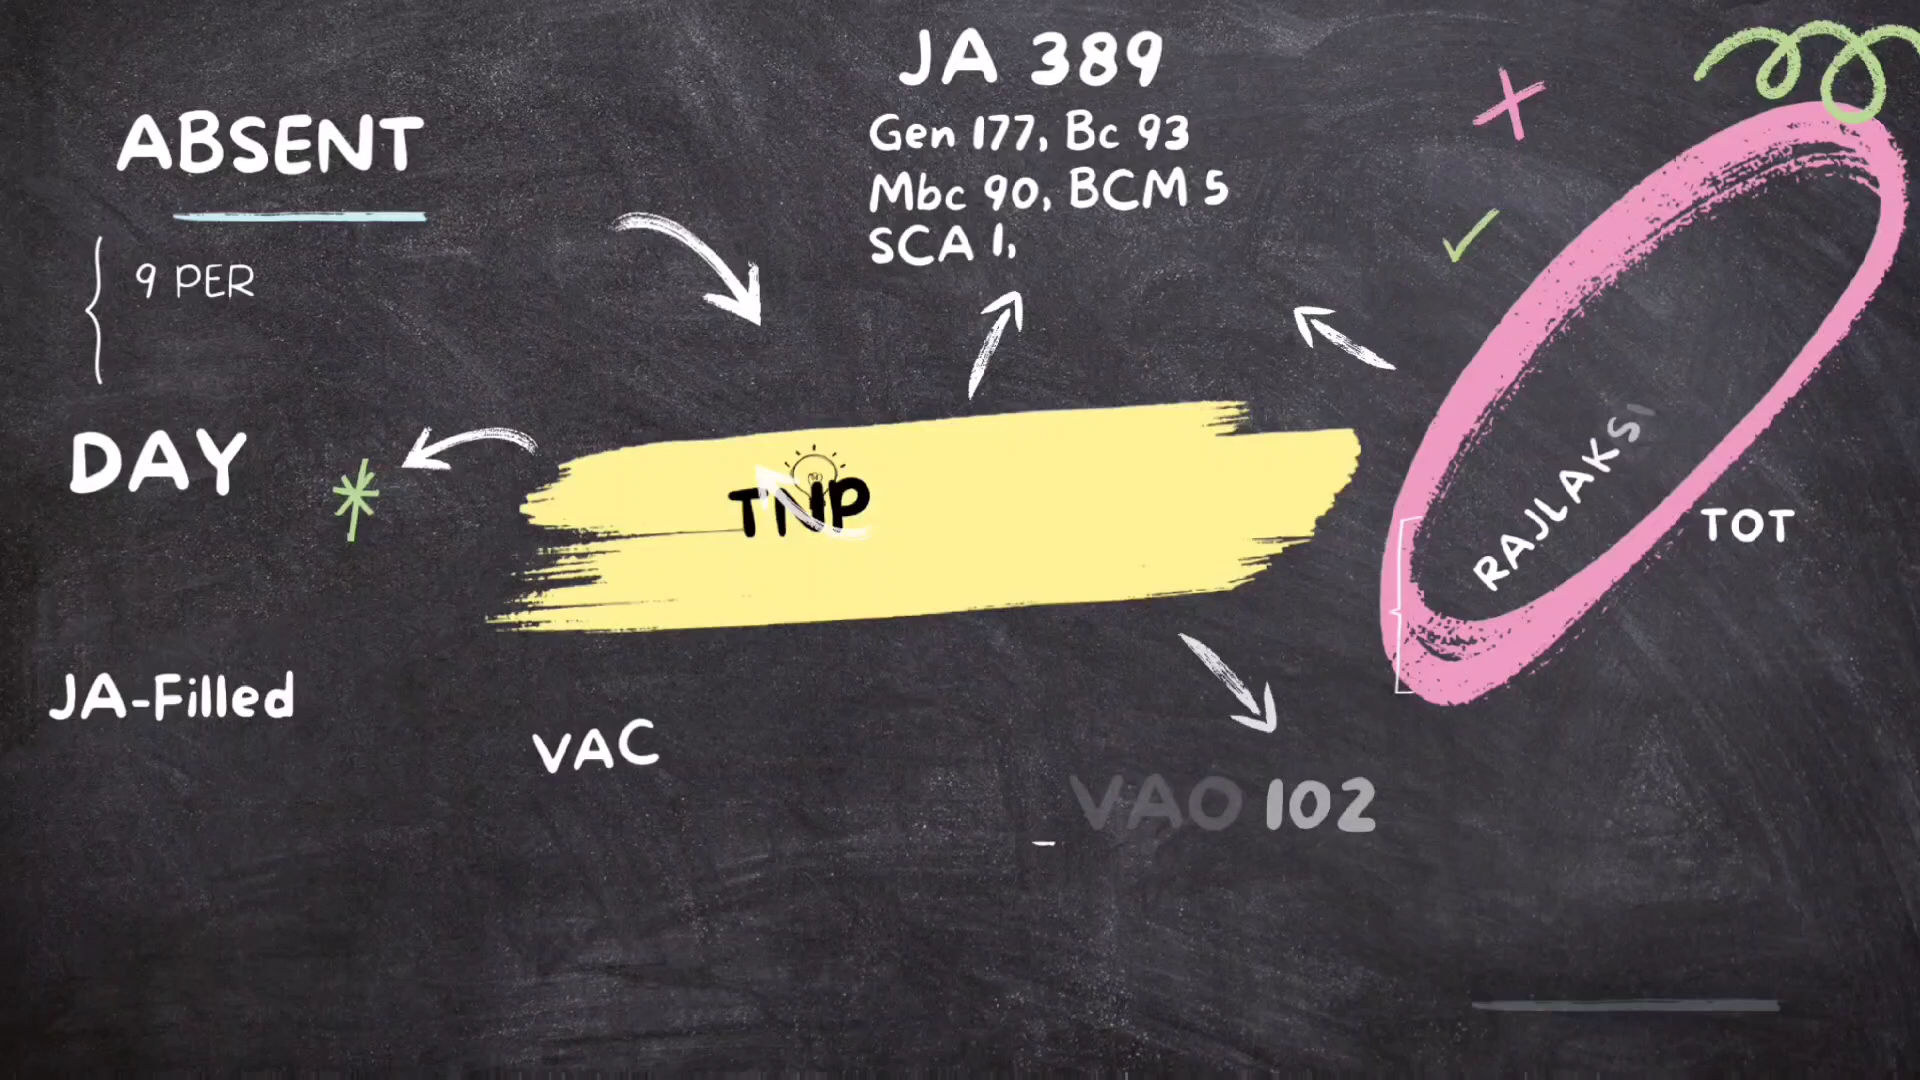 JA 389
Gen 177, Bc 93
Mbc 90, BCM 5
SCA 1,
ABSENT
9 PER
DAY
TNP
RAJLAKSI
TOT
JA-Filled
VAC
VAO 102